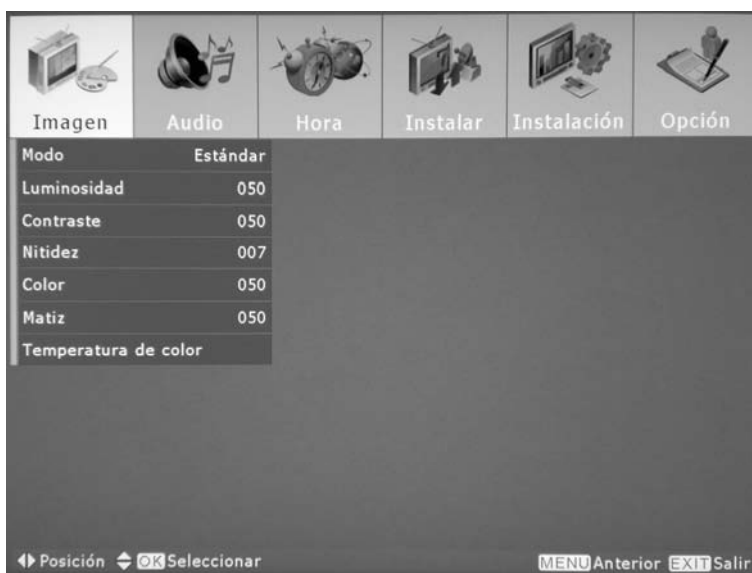 Imagen Audio Hora Instalar Instalación Opción
Modo Estándar
Luminosidad 050
Contraste 050
Nitidez 007
Color 050
Matiz 050
Temperatura de color
Posición OK Seleccionar MENU Anterior EXIT Salir